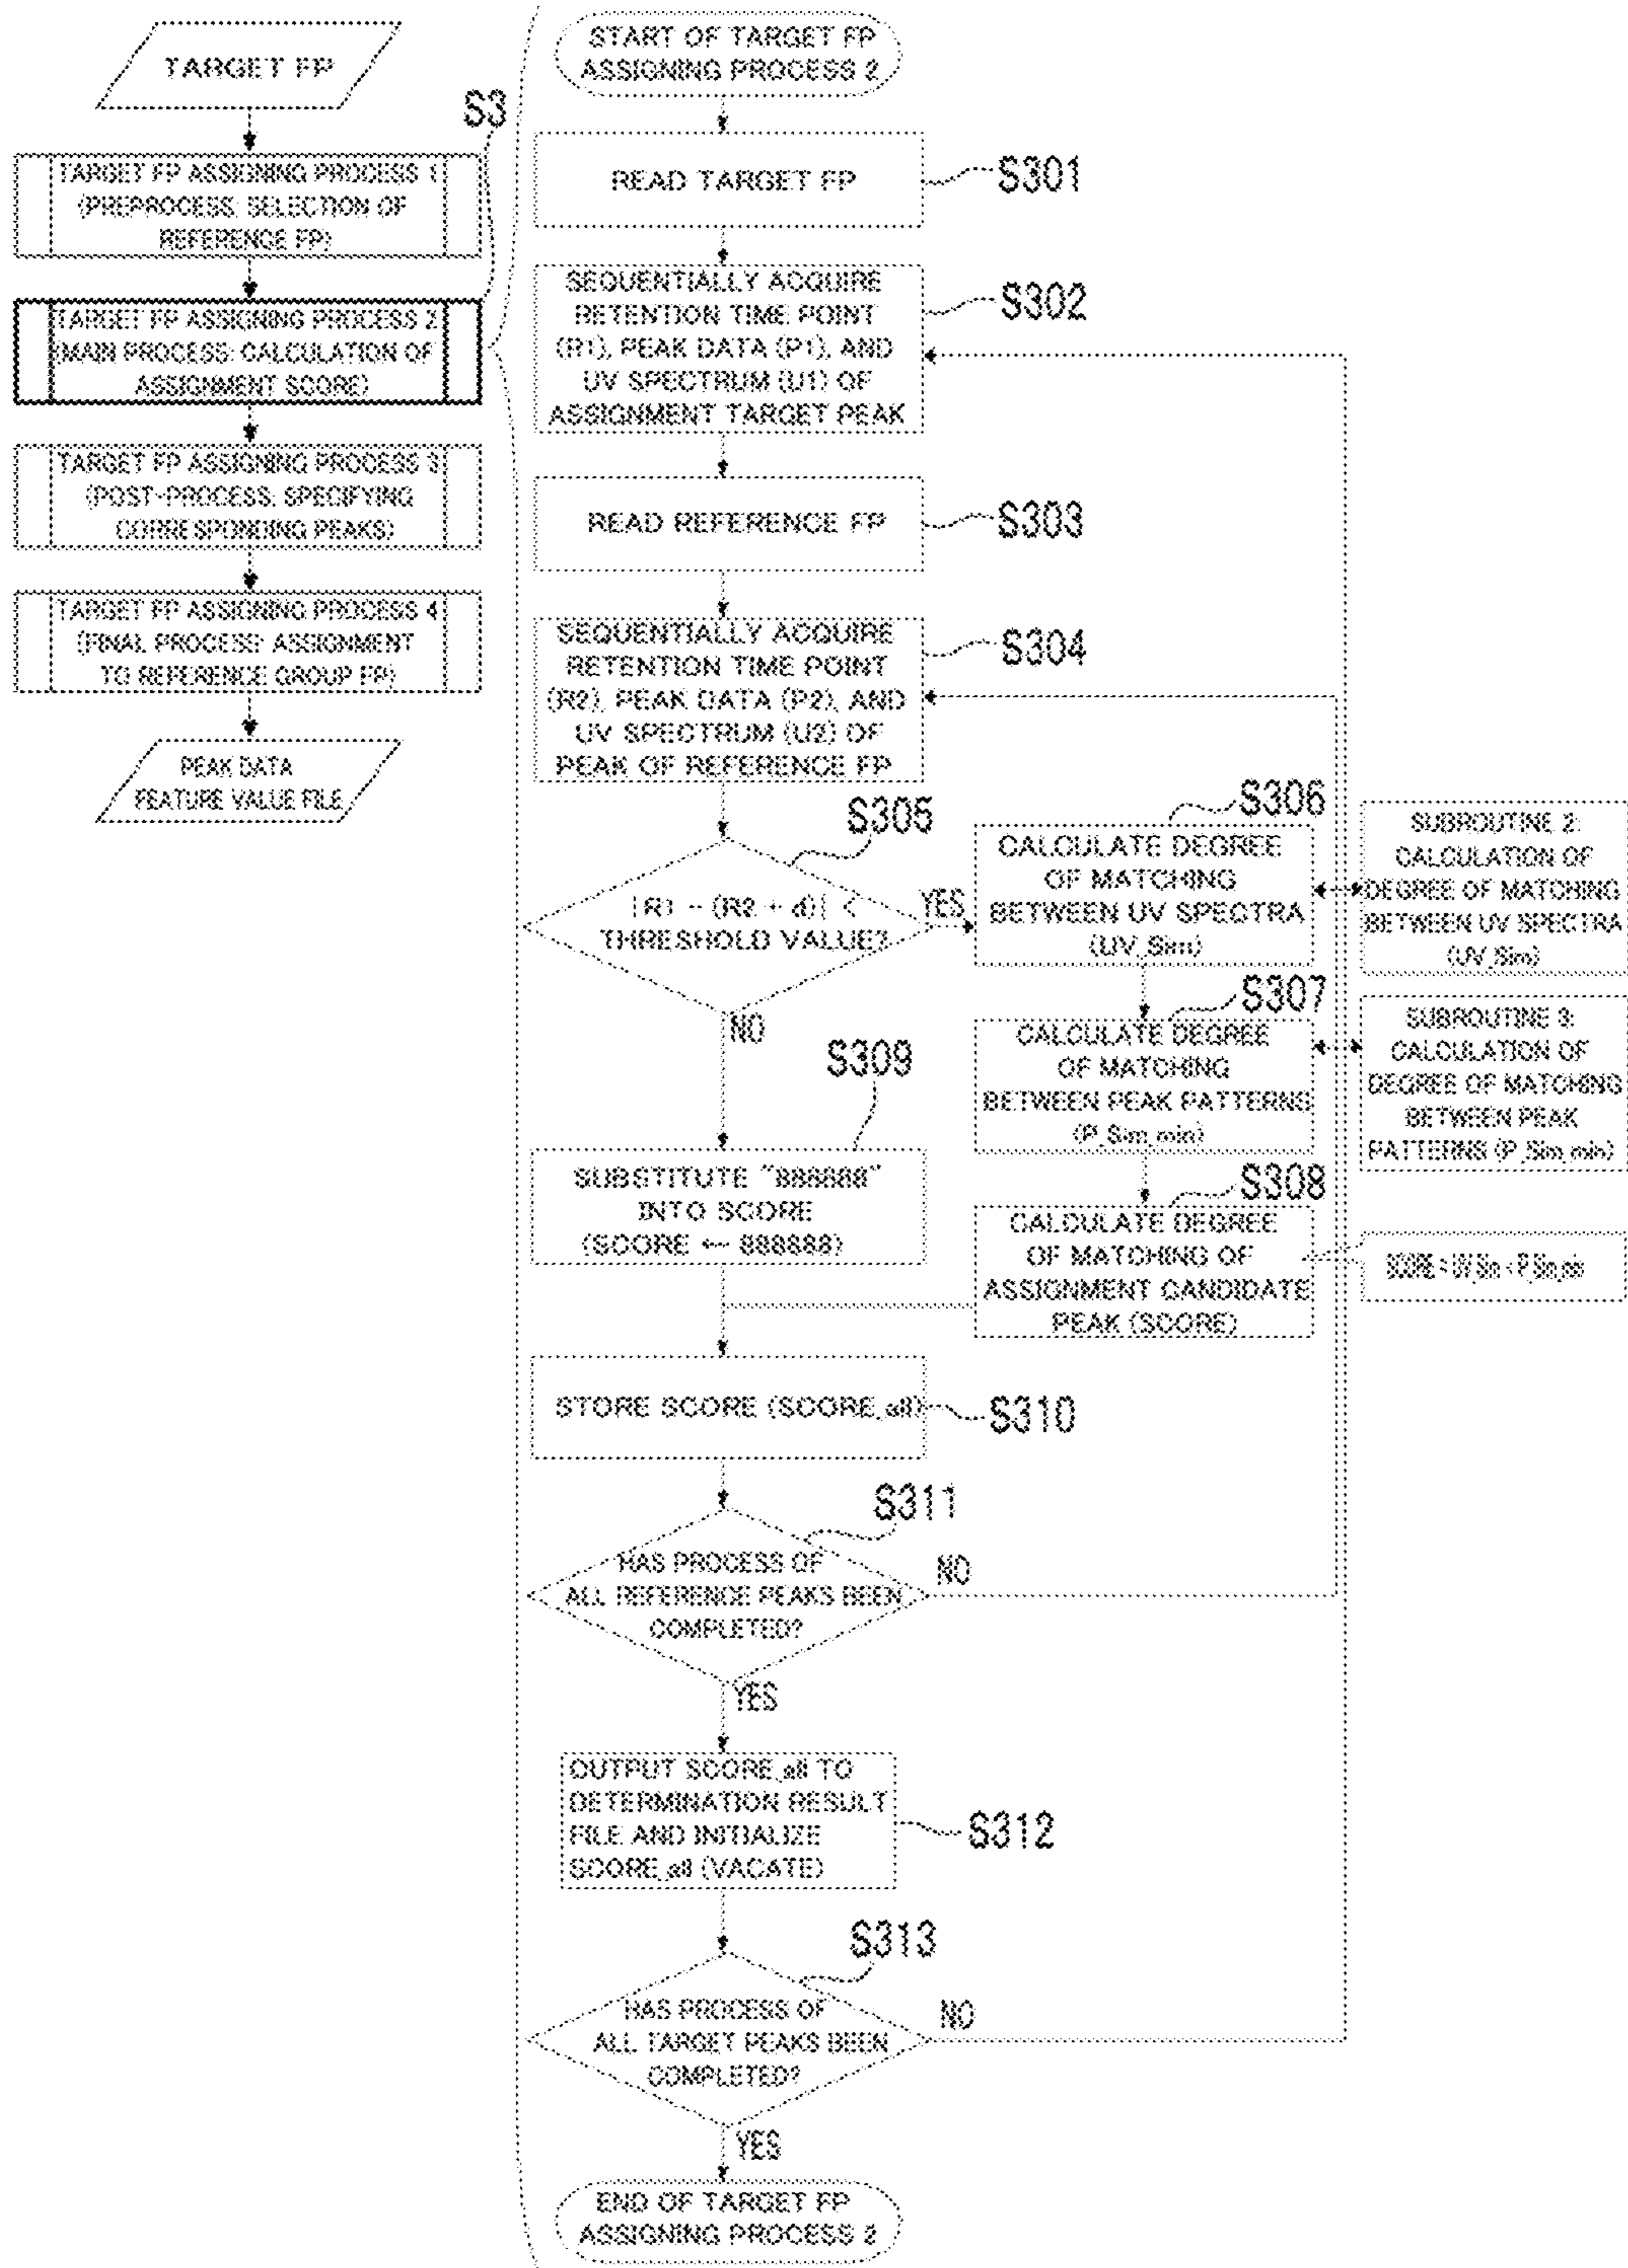 TARGET FP
S3
TARGET FP ASSIGNING PROCESS 1
(PREPROCESS: SELECTION OF
REFERENCE FP)
TARGET FP ASSIGNING PROCESS 2
(MAIN PROCESS: CALCULATION OF
ASSIGNMENT SCORE)
TARGET FP ASSIGNING PROCESS 3
(POST-PROCESS: SPECIFYING
CORRESPONDING PEAKS)
TARGET FP ASSIGNING PROCESS 4
(FINAL PROCESS): ASSIGNMENT
TO REFERENCE GROUP FP)
PEAK DATA
FEATURE VALUE FILE
START OF TARGET FP
ASSIGNING PROCESS 2
READ TARGET FP
S301
SEQUENTIALLY ACQUIRE
RETENTION TIME POINT
(R1), PEAK DATA (P1), AND
UV SPECTRUM (U1) OF
ASSIGNMENT TARGET PEAK
S302
READ REFERENCE FP
S303
SEQUENTIALLY ACQUIRE
RETENTION TIME POINT
(R2), PEAK DATA (P2), AND
UV SPECTRUM (U2) OF
PEAK OF REFERENCE FP
S304
S305
|R1 - (R2 + d)| <
THRESHOLD VALUE?
YES
NO
S306
CALCULATE DEGREE
OF MATCHING
BETWEEN UV SPECTRA
(UV_Sim)
SUBROUTINE 2:
CALCULATION OF
DEGREE OF MATCHING
BETWEEN UV SPECTRA
(UV_Sim)
S307
CALCULATE DEGREE
OF MATCHING
BETWEEN PEAK PATTERNS
(P_Sim_min)
SUBROUTINE 3:
CALCULATION OF
DEGREE OF MATCHING
BETWEEN PEAK
PATTERNS (P_Sim_min)
S308
CALCULATE DEGREE
OF MATCHING OF
ASSIGNMENT CANDIDATE
PEAK (SCORE)
S309
SUBSTITUTE "888888"
INTO SCORE
(SCORE ← 888888)
STORE SCORE (SCORE_all)
S310
S311
HAS PROCESS OF
ALL REFERENCE PEAKS BEEN
COMPLETED?
NO
YES
OUTPUT SCORE_all TO
DETERMINATION RESULT
FILE AND INITIALIZE
SCORE_all (VACATE)
S312
S313
HAS PROCESS OF
ALL TARGET PEAKS BEEN
COMPLETED?
NO
YES
END OF TARGET FP
ASSIGNING PROCESS 2